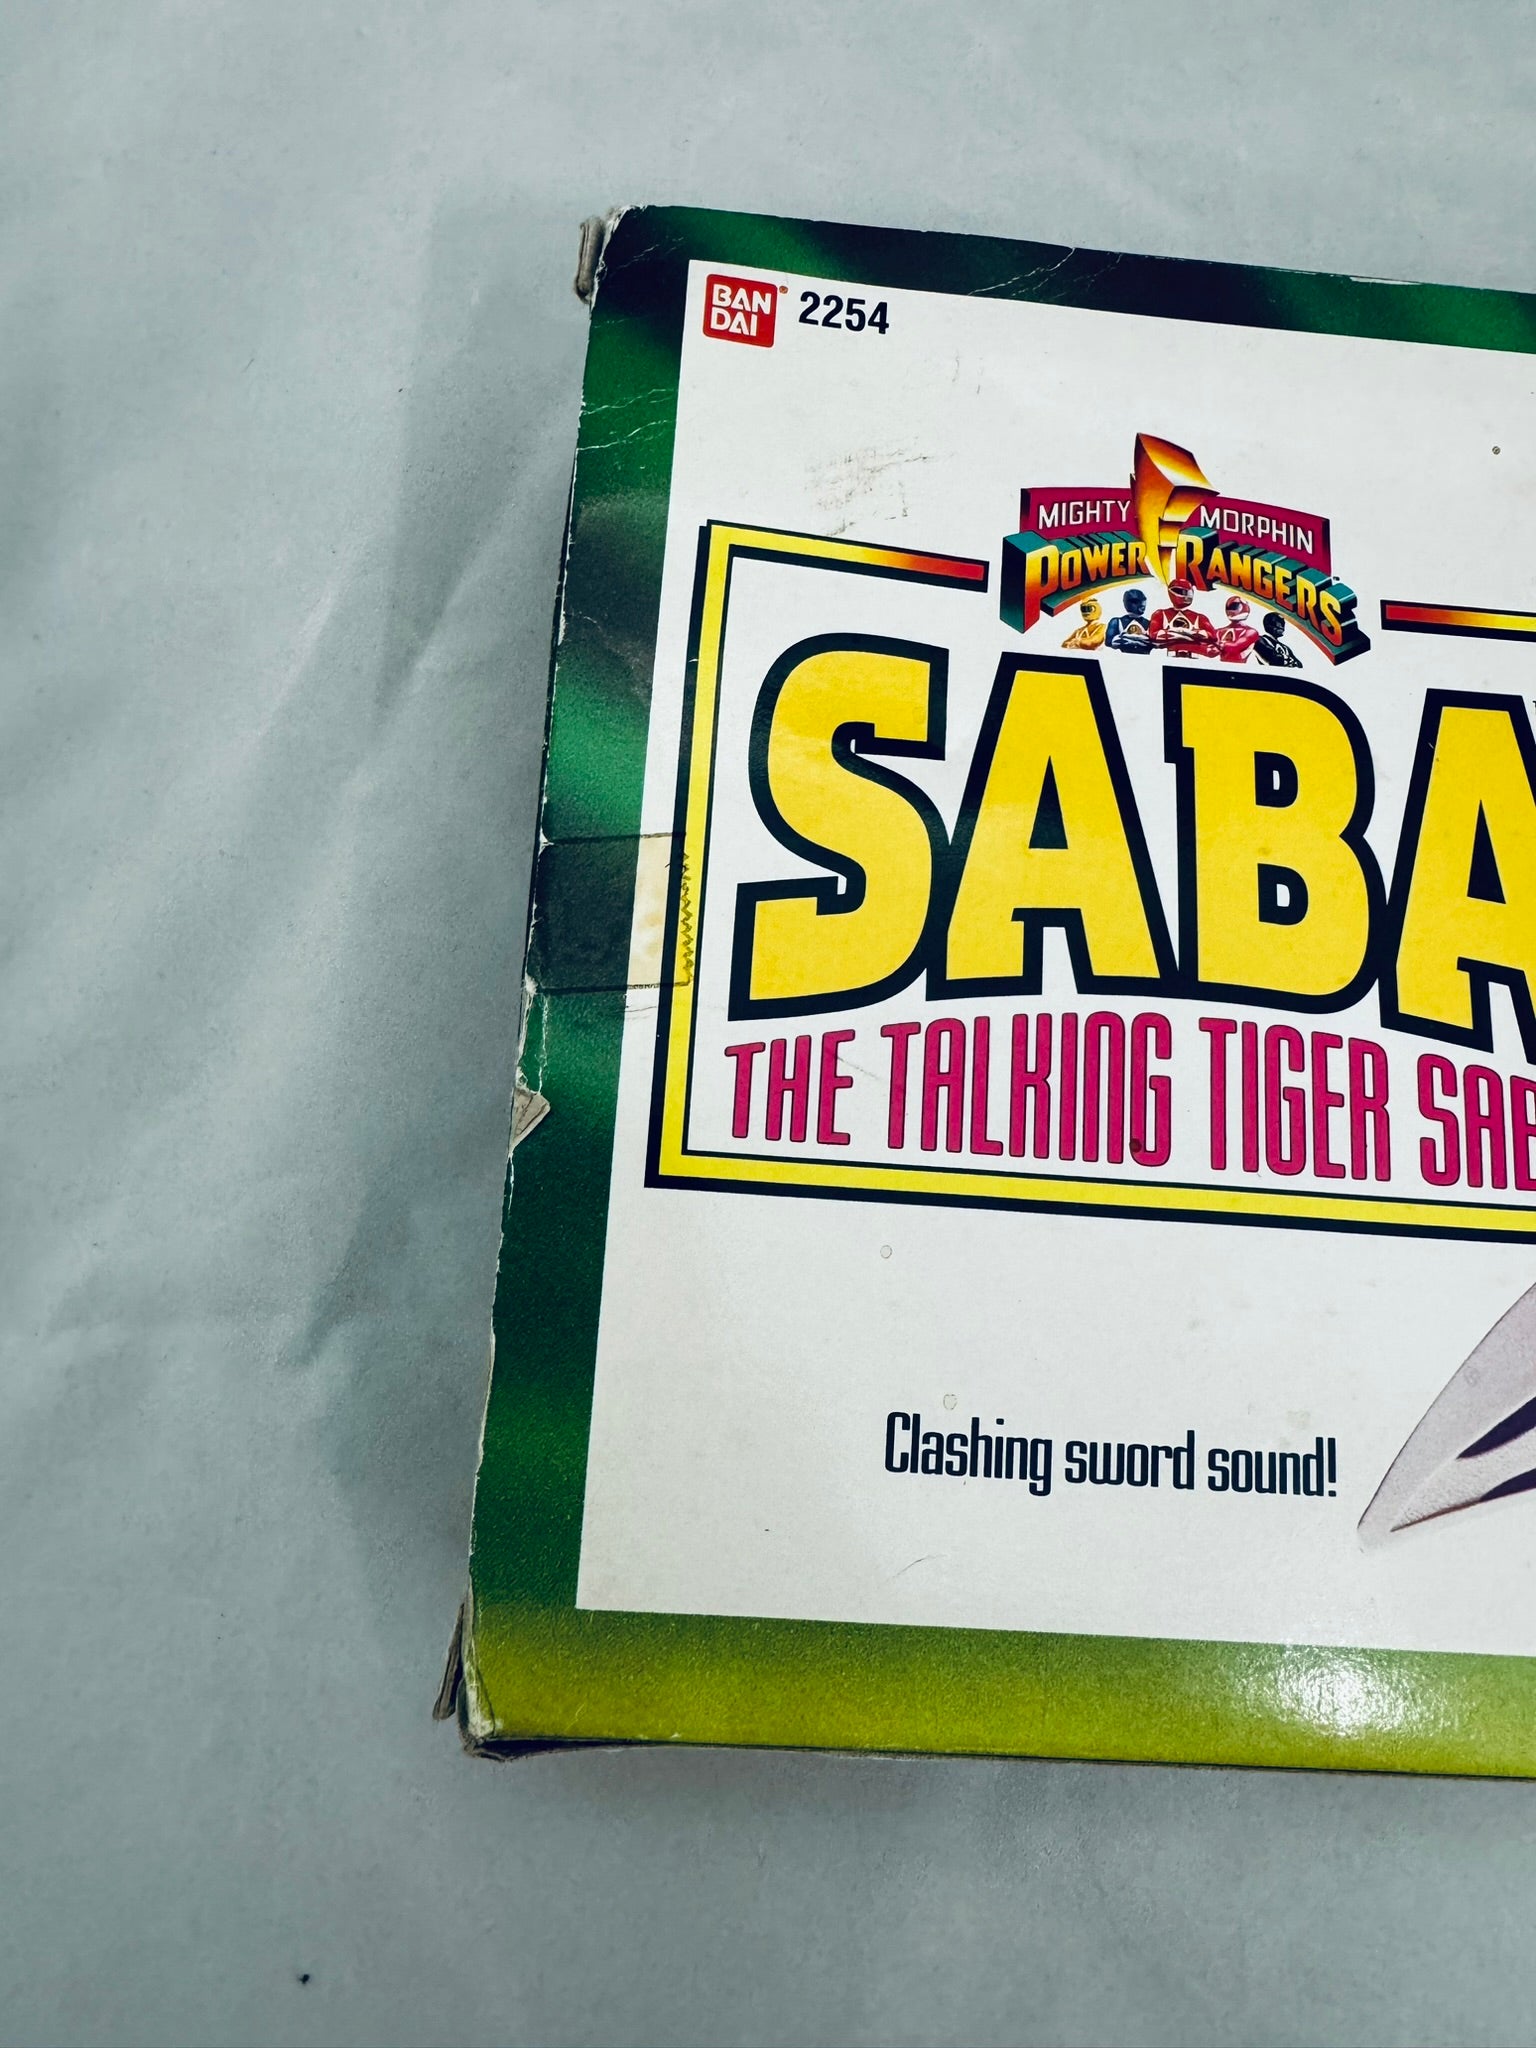 BAN
DAI
2254
MIGHTY MORPHIN
POWER RANGERS
SABA
THE TALKING TIGER SAB
Clashing sword sound!